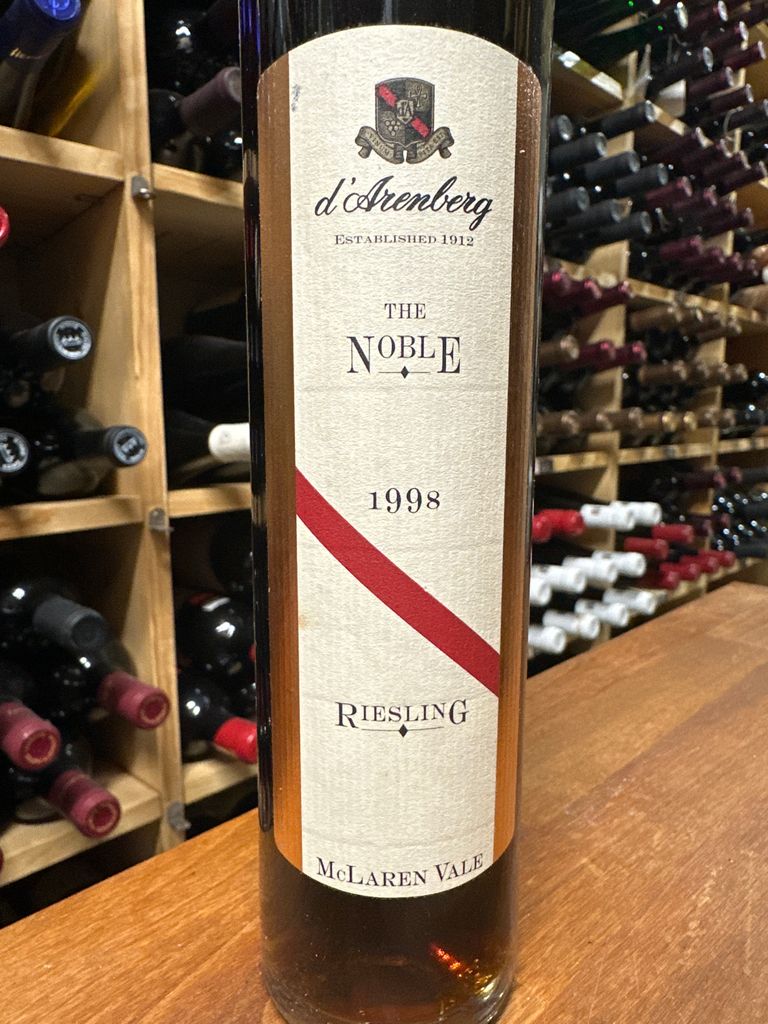 d'Arenberg
ESTABLISHED 1912
THE
NOBLE
1998
RIESLING
McLAREN VALE